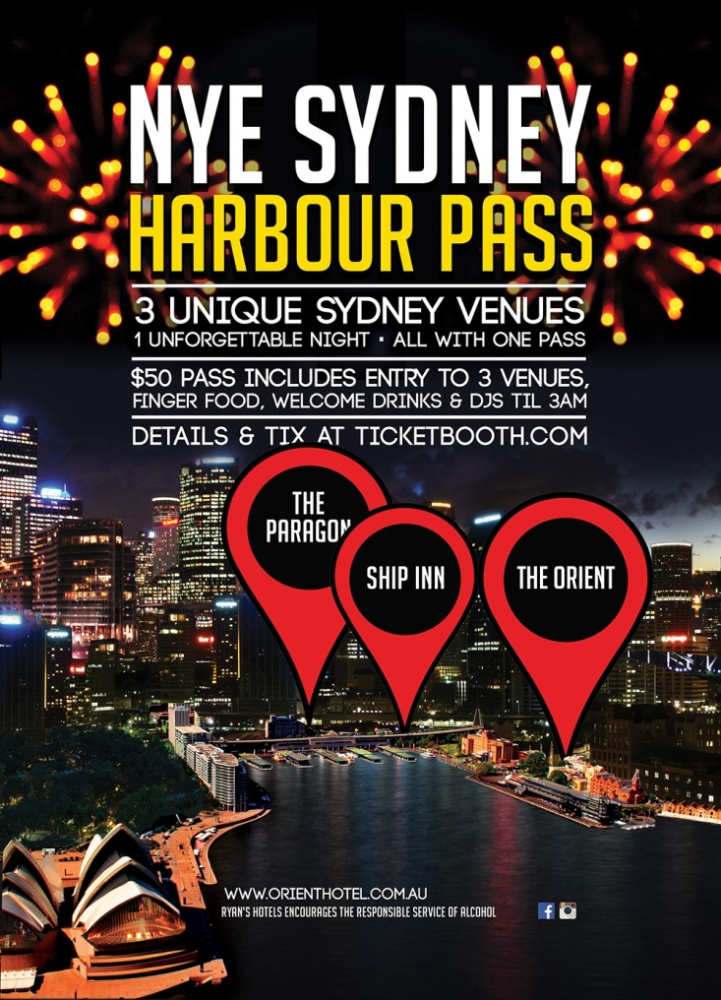 NYE SYDNEY
HARBOUR PASS
3 UNIQUE SYDNEY VENUES
1 UNFORGETTABLE NIGHT · ALL WITH ONE PASS
$50 PASS INCLUDES ENTRY TO 3 VENUES,
FINGER FOOD, WELCOME DRINKS & DJS TIL 3AM
DETAILS & TIX AT TICKETBOOTH.COM
THE
PARAGON
SHIP INN
THE ORIENT
WWW.ORIENTHOTEL.COM.AU
RYAN'S HOTELS ENCOURAGES THE RESPONSIBLE SERVICE OF ALCOHOL